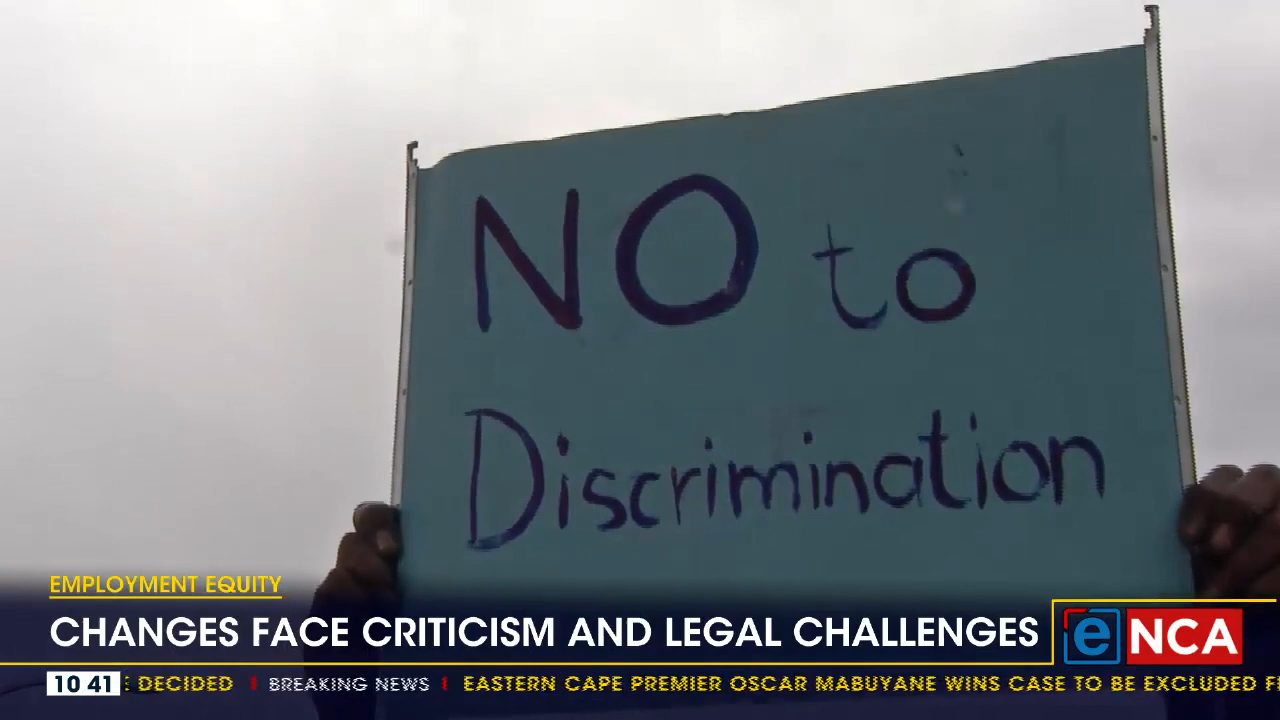 NO to
Discrimination
EMPLOYMENT EQUITY
CHANGES FACE CRITICISM AND LEGAL CHALLENGES
eNCA
10 41 DECIDED I BREAKING NEWS I EASTERN CAPE PREMIER OSCAR MABUYANE WINS CASE TO BE EXCLUDED